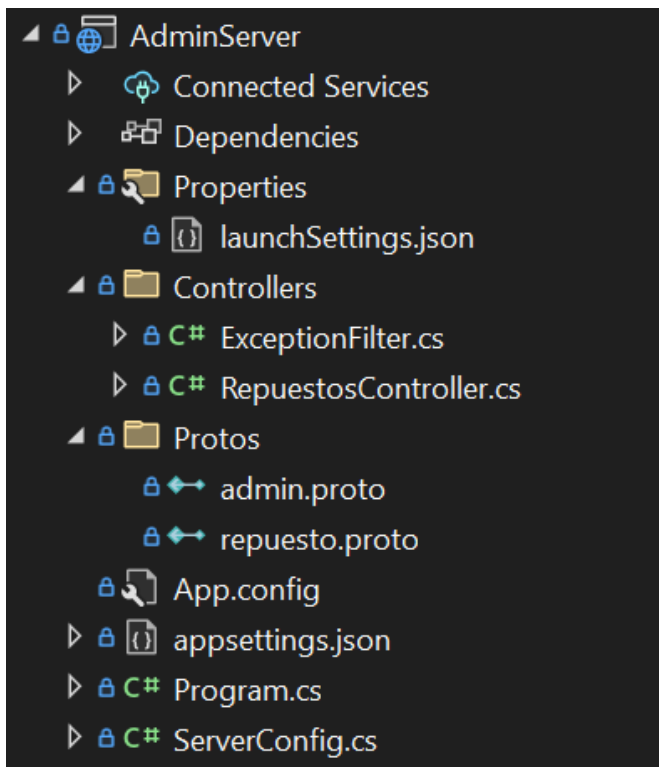 AdminServer
Connected Services
Dependencies
Properties
launchSettings.json
Controllers
C# ExceptionFilter.cs
C# RepuestosController.cs
Protos
admin.proto
repuesto.proto
App.config
appsettings.json
C# Program.cs
C# ServerConfig.cs